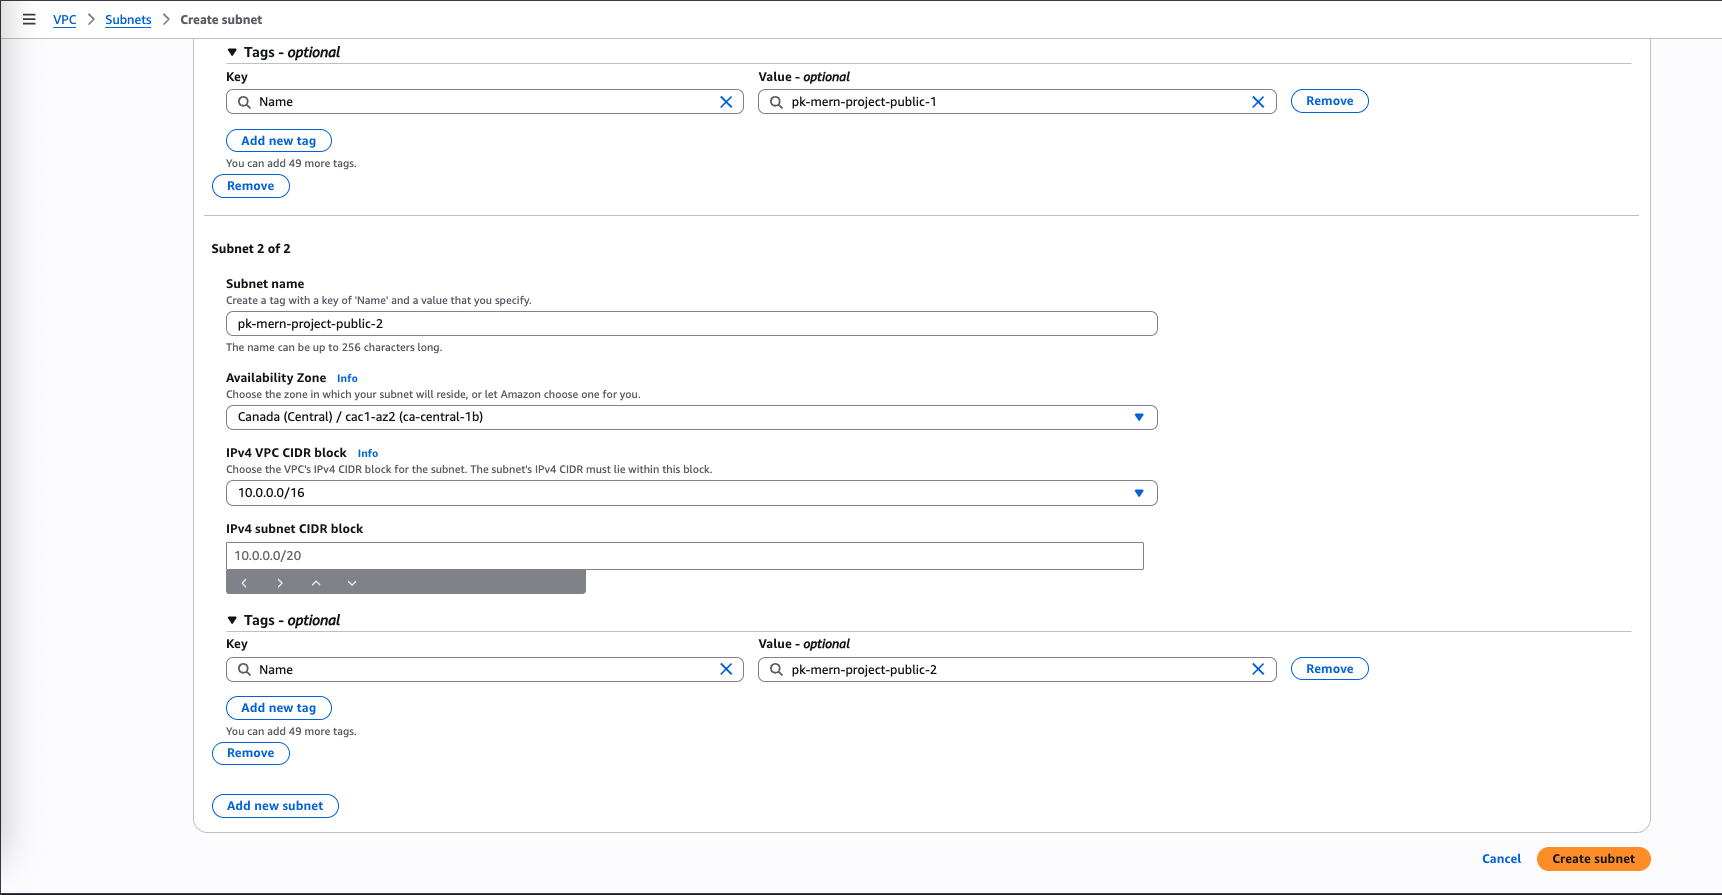 VPC > Subnets > Create subnet
Tags - optional
Key Value - optional
Name pk-mern-project-public-1 Remove
Add new tag
You can add 49 more tags.
Remove
Subnet 2 of 2
Subnet name
Create a tag with a key of 'Name' and a value that you specify.
pk-mern-project-public-2
The name can be up to 256 characters long.
Availability Zone Info
Choose the zone in which your subnet will reside, or let Amazon choose one for you.
Canada (Central) / cac1-az2 (ca-central-1b)
IPv4 VPC CIDR block Info
Choose the VPC's IPv4 CIDR block for the subnet. The subnet's IPv4 CIDR must lie within this block.
10.0.0.0/16
IPv4 subnet CIDR block
10.0.0.0/20
Tags - optional
Key Value - optional
Name pk-mern-project-public-2 Remove
Add new tag
You can add 49 more tags.
Remove
Add new subnet
Cancel Create subnet